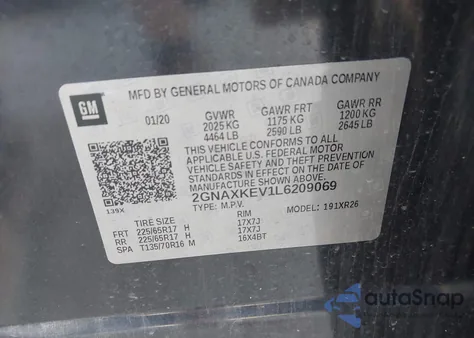 GM
MFD BY GENERAL MOTORS OF CANADA COMPANY
01/20 GVWR GAWR FRT GAWR RR
2025 KG 1175 KG 1200 KG
4464 LB 2590 LB 2645 LB
THIS VEHICLE CONFORMS TO ALL
APPLICABLE U.S. FEDERAL MOTOR
VEHICLE SAFETY AND THEFT PREVENTION
STANDARDS IN EFFECT ON THE DATE OF
MANUFACTURE SHOWN ABOVE.
2GNAXKEV1L6209069
139X TYPE: M.P.V. 191XR26
TIRE SIZE RIM
FRT 225/65R17 H 17X7J
RR 225/65R17 H 17X7J
SPA T135/70R16 M 16X4BT
autoSnap